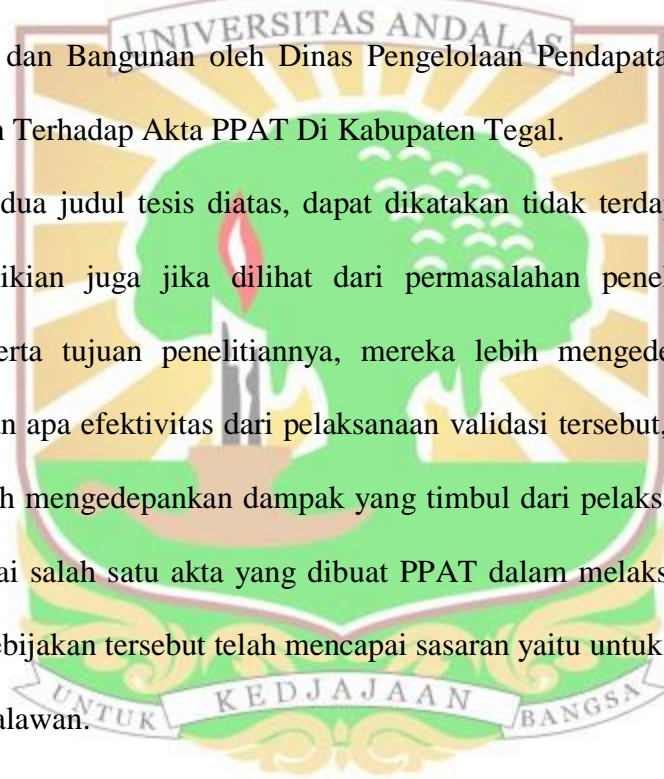 UNIVERSITAS ANDALAS
dan Bangunan oleh Dinas Pengelolaan Pendapata
Terhadap Akta PPAT Di Kabupaten Tegal.
dua judul tesis diatas, dapat dikatakan tidak terdap
ikian juga jika dilihat dari permasalahan penel
erta tujuan penelitiannya, mereka lebih mengede
an apa efektivitas dari pelaksanaan validasi tersebut,
h mengedepankan dampak yang timbul dari pelaks
ai salah satu akta yang dibuat PPAT dalam melaks
ebijakan tersebut telah mencapai sasaran yaitu untuk
alawan.
UNTUK KEDJAJAAN BANGSA